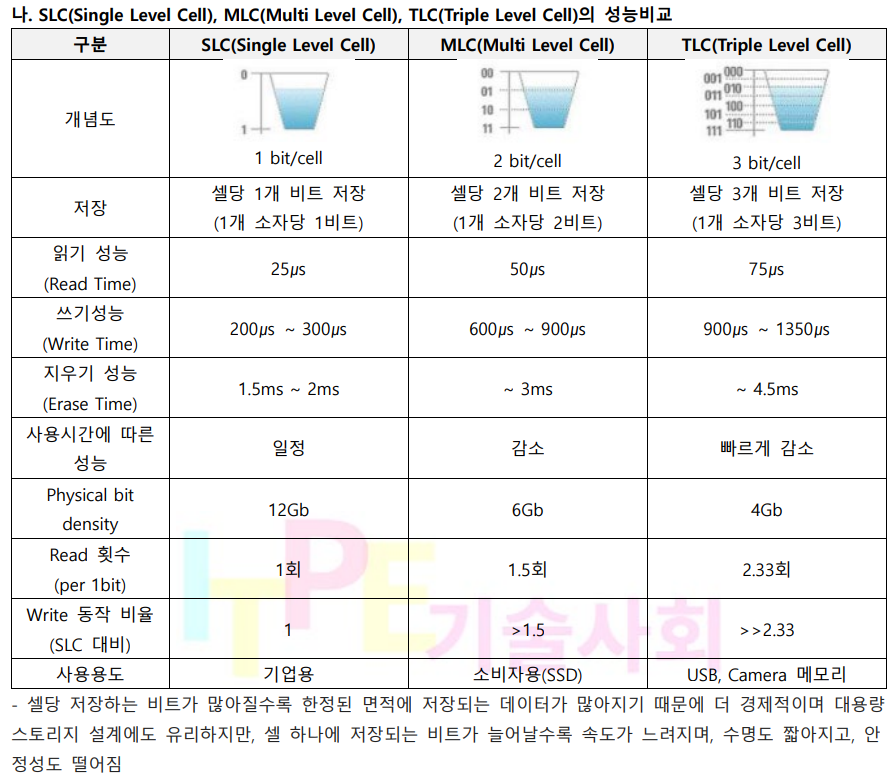 나. SLC(Single Level Cell), MLC(Multi Level Cell), TLC(Triple Level Cell)의 성능비교
구분 SLC(Single Level Cell) MLC(Multi Level Cell) TLC(Triple Level Cell)
개념도
0
1
1 bit/cell
00
01
10
11
2 bit/cell
000
001
010
011
100
101
110
111
3 bit/cell
저장
셀당 1개 비트 저장
(1개 소자당 1비트)
셀당 2개 비트 저장
(1개 소자당 2비트)
셀당 3개 비트 저장
(1개 소자당 3비트)
읽기 성능
(Read Time)
25μs 50μs 75μs
쓰기성능
(Write Time)
200μs ~ 300μs 600μs ~ 900μs 900μs ~ 1350μs
지우기 성능
(Erase Time)
1.5ms ~ 2ms ~ 3ms ~ 4.5ms
사용시간에 따른
성능
일정 감소 빠르게 감소
Physical bit
density
12Gb 6Gb 4Gb
Read 횟수
(per 1bit)
1회 1.5회 2.33회
Write 동작 비율
(SLC 대비)
1 >1.5 >>2.33
사용용도 기업용 소비자용(SSD) USB, Camera 메모리
ITPE 기술사회
- 셀당 저장하는 비트가 많아질수록 한정된 면적에 저장되는 데이터가 많아지기 때문에 더 경제적이며 대용량
스토리지 설계에도 유리하지만, 셀 하나에 저장되는 비트가 늘어날수록 속도가 느려지며, 수명도 짧아지고, 안
정성도 떨어짐